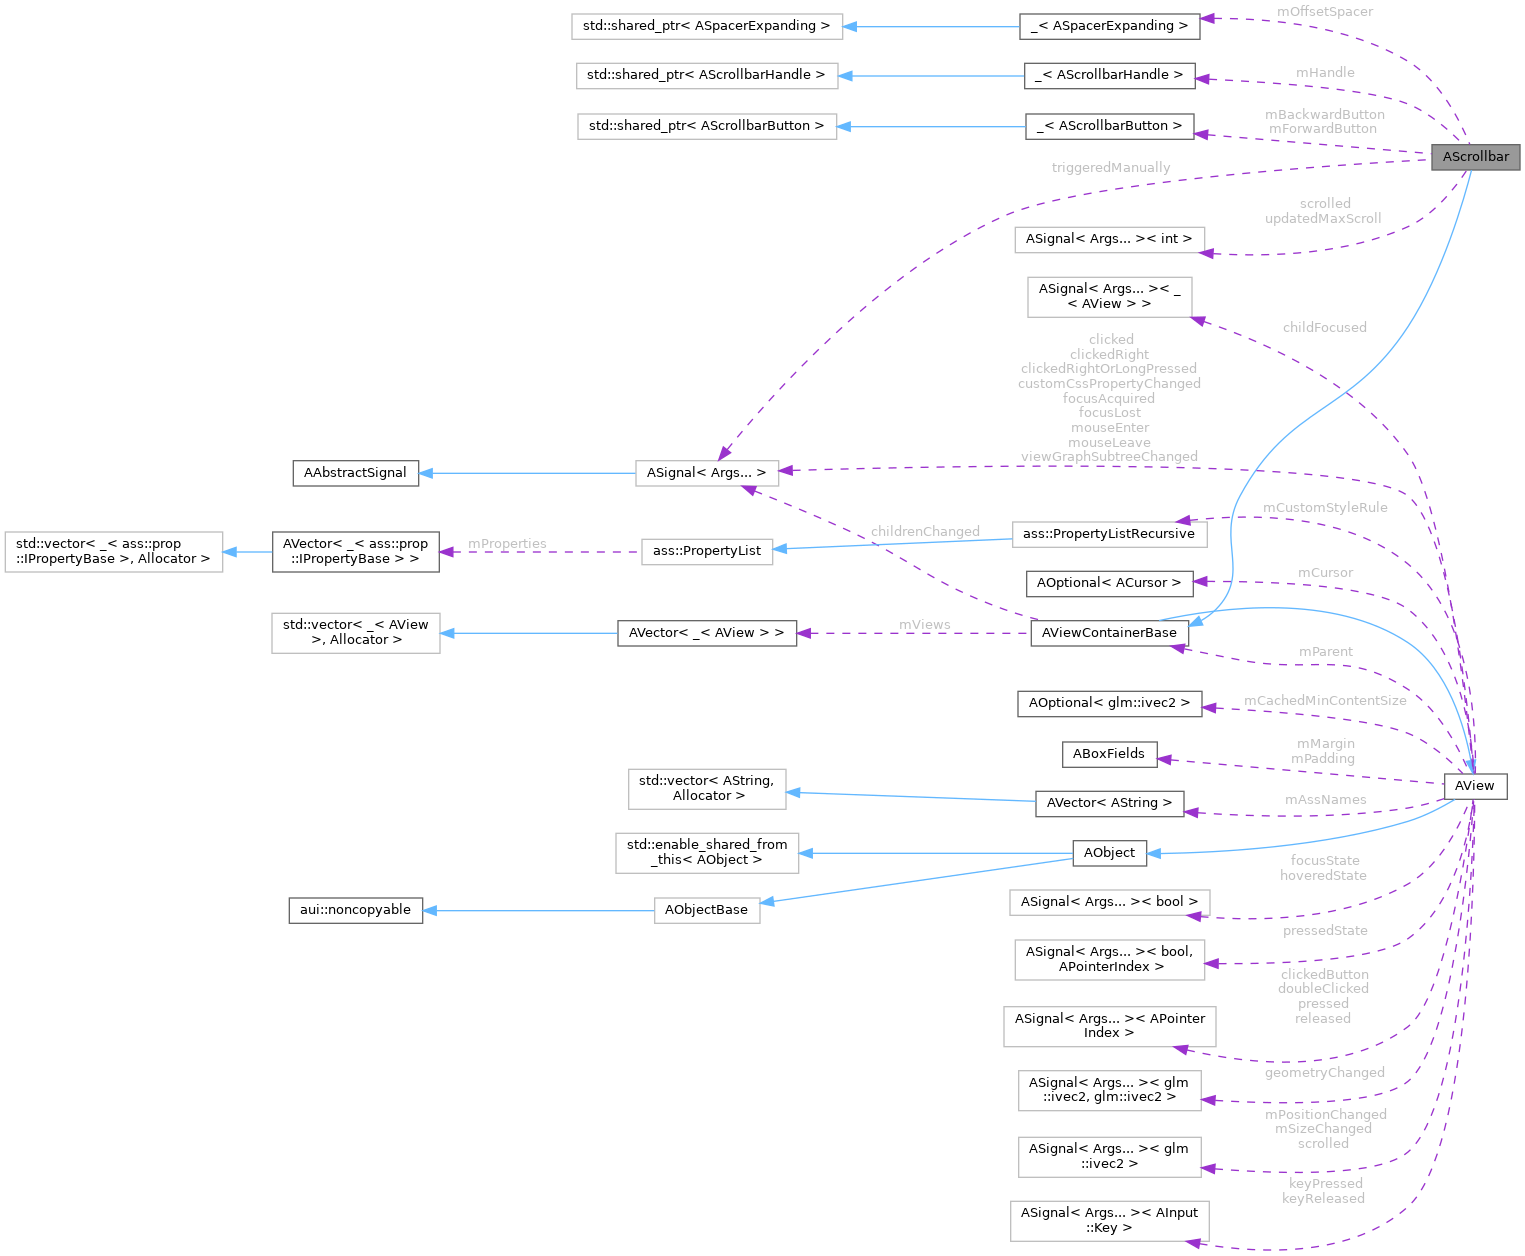 mOffsetSpacer
std::shared_ptr< ASpacerExpanding >
_< ASpacerExpanding >
mHandle
std::shared_ptr< AScrollbarHandle >
_< AScrollbarHandle >
mBackwardButton
mForwardButton
std::shared_ptr< AScrollbarButton >
_< AScrollbarButton >
AScrollbar
triggeredManually
scrolled
updatedMaxScroll
ASignal< Args... >< int >
ASignal< Args... >< _
< AView > >
childFocused
clicked
clickedRight
clickedRightOrLongPressed
customCssPropertyChanged
focusAcquired
focusLost
mouseEnter
mouseLeave
viewGraphSubtreeChanged
AAbstractSignal
ASignal< Args... >
mCustomStyleRule
std::vector< _< ass::prop
::IPropertyBase >, Allocator >
AVector< _< ass::prop
::IPropertyBase > >
mProperties
ass::PropertyList
childrenChanged
ass::PropertyListRecursive
mCursor
AOptional< ACursor >
std::vector< _< AView
>, Allocator >
AVector< _< AView > >
mViews
AViewContainerBase
mParent
AOptional< glm::ivec2 >
mCachedMinContentSize
ABoxFields
mMargin
mPadding
AView
std::vector< AString,
Allocator >
AVector< AString >
mAssNames
std::enable_shared_from
_this< AObject >
AObject
focusState
hoveredState
aui::noncopyable
AObjectBase
ASignal< Args... >< bool >
pressedState
ASignal< Args... >< bool,
APointerIndex >
clickedButton
doubleClicked
pressed
released
ASignal< Args... >< APointer
Index >
geometryChanged
ASignal< Args... >< glm
::ivec2, glm::ivec2 >
mPositionChanged
mSizeChanged
scrolled
ASignal< Args... >< glm
::ivec2 >
keyPressed
keyReleased
ASignal< Args... >< AInput
::Key >